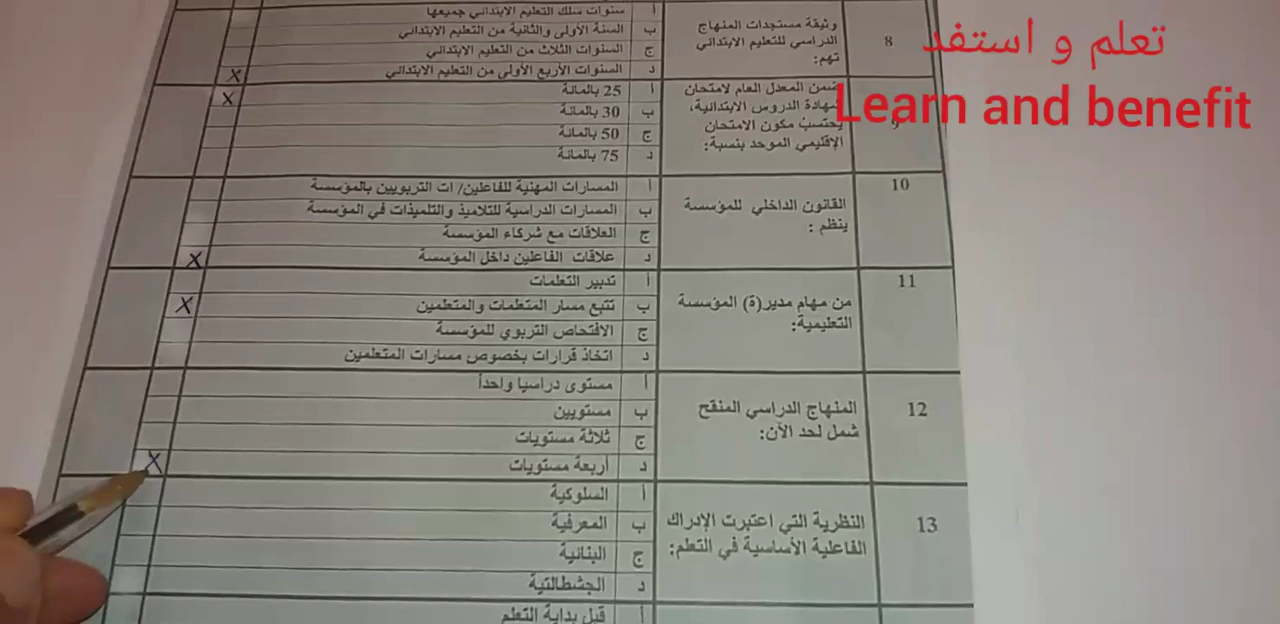 تعلم و استفد
Learn and benefit
8
وثيقة مستجدات المنهاج
الدراسي للتعليم الابتدائي
تهم:
أ سنوات سلك التعليم الابتدائي جميعها
ب السنة الأولى والثانية من التعليم الابتدائي
ج السنوات الثلاث من التعليم الابتدائي
د السنوات الأربع الأولى من التعليم الابتدائي X
9
ضمن المعدل العام لامتحان
شهادة الدروس الابتدائية،
يحتسب مكون الامتحان
الإقليمي الموحد بنسبة:
أ 25 بالمائة X
ب 30 بالمائة
ج 50 بالمائة
د 75 بالمائة
10
القانون الداخلي للمؤسسة
ينظم :
أ المسارات المهنية للفاعلين/ ات التربويين بالمؤسسة
ب المسارات الدراسية للتلاميذ والتلميذات في المؤسسة
ج العلاقات مع شركاء المؤسسة
د علاقات الفاعلين داخل المؤسسة X
11
من مهام مدير(ة) المؤسسة
التعليمية:
أ تدبير التعلمات
ب تتبع مسار المتعلمات والمتعلمين X
ج الافتحاص التربوي للمؤسسة
د اتخاذ قرارات بخصوص مسارات المتعلمين
12
المنهاج الدراسي المنقح
شمل لحد الآن:
أ مستوى دراسيا واحداً
ب مستويين
ج ثلاثة مستويات
د أربعة مستويات X
13
النظرية التي اعتبرت الإدراك
الفاعلية الأساسية في التعلم:
أ السلوكية
ب المعرفية
ج البنائية
د الجشطالتية
أ قبل بداية التعلم